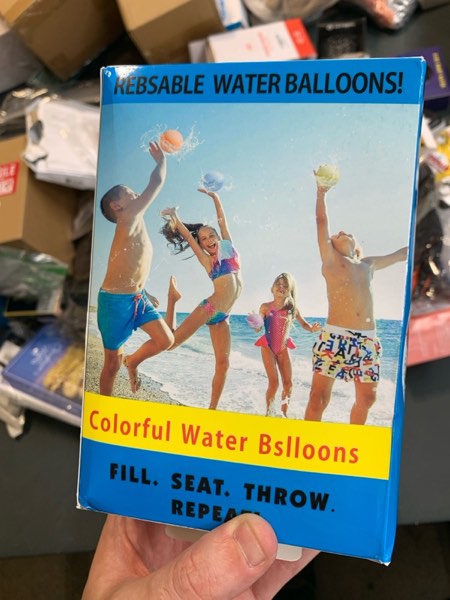 REBSABLE WATER BALLOONS!
Colorful Water Bslloons
FILL. SEAT. THROW.
REPEAT!